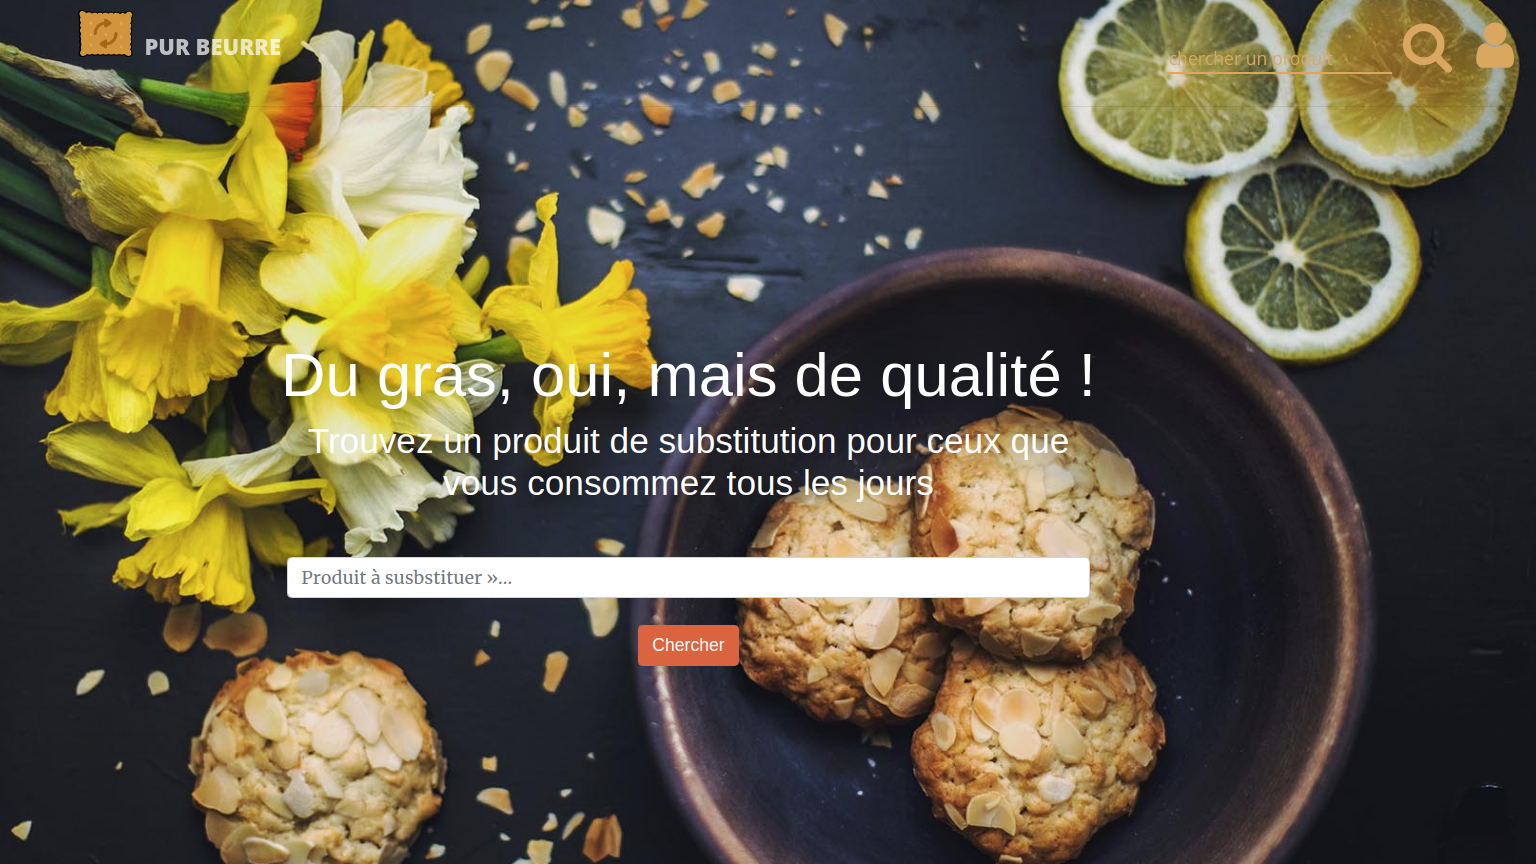 PUR BEURRE
chercher un produit
Du gras, oui, mais de qualité !
Trouvez un produit de substitution pour ceux que
vous consommez tous les jours
Produit à susbstituer »...
Chercher